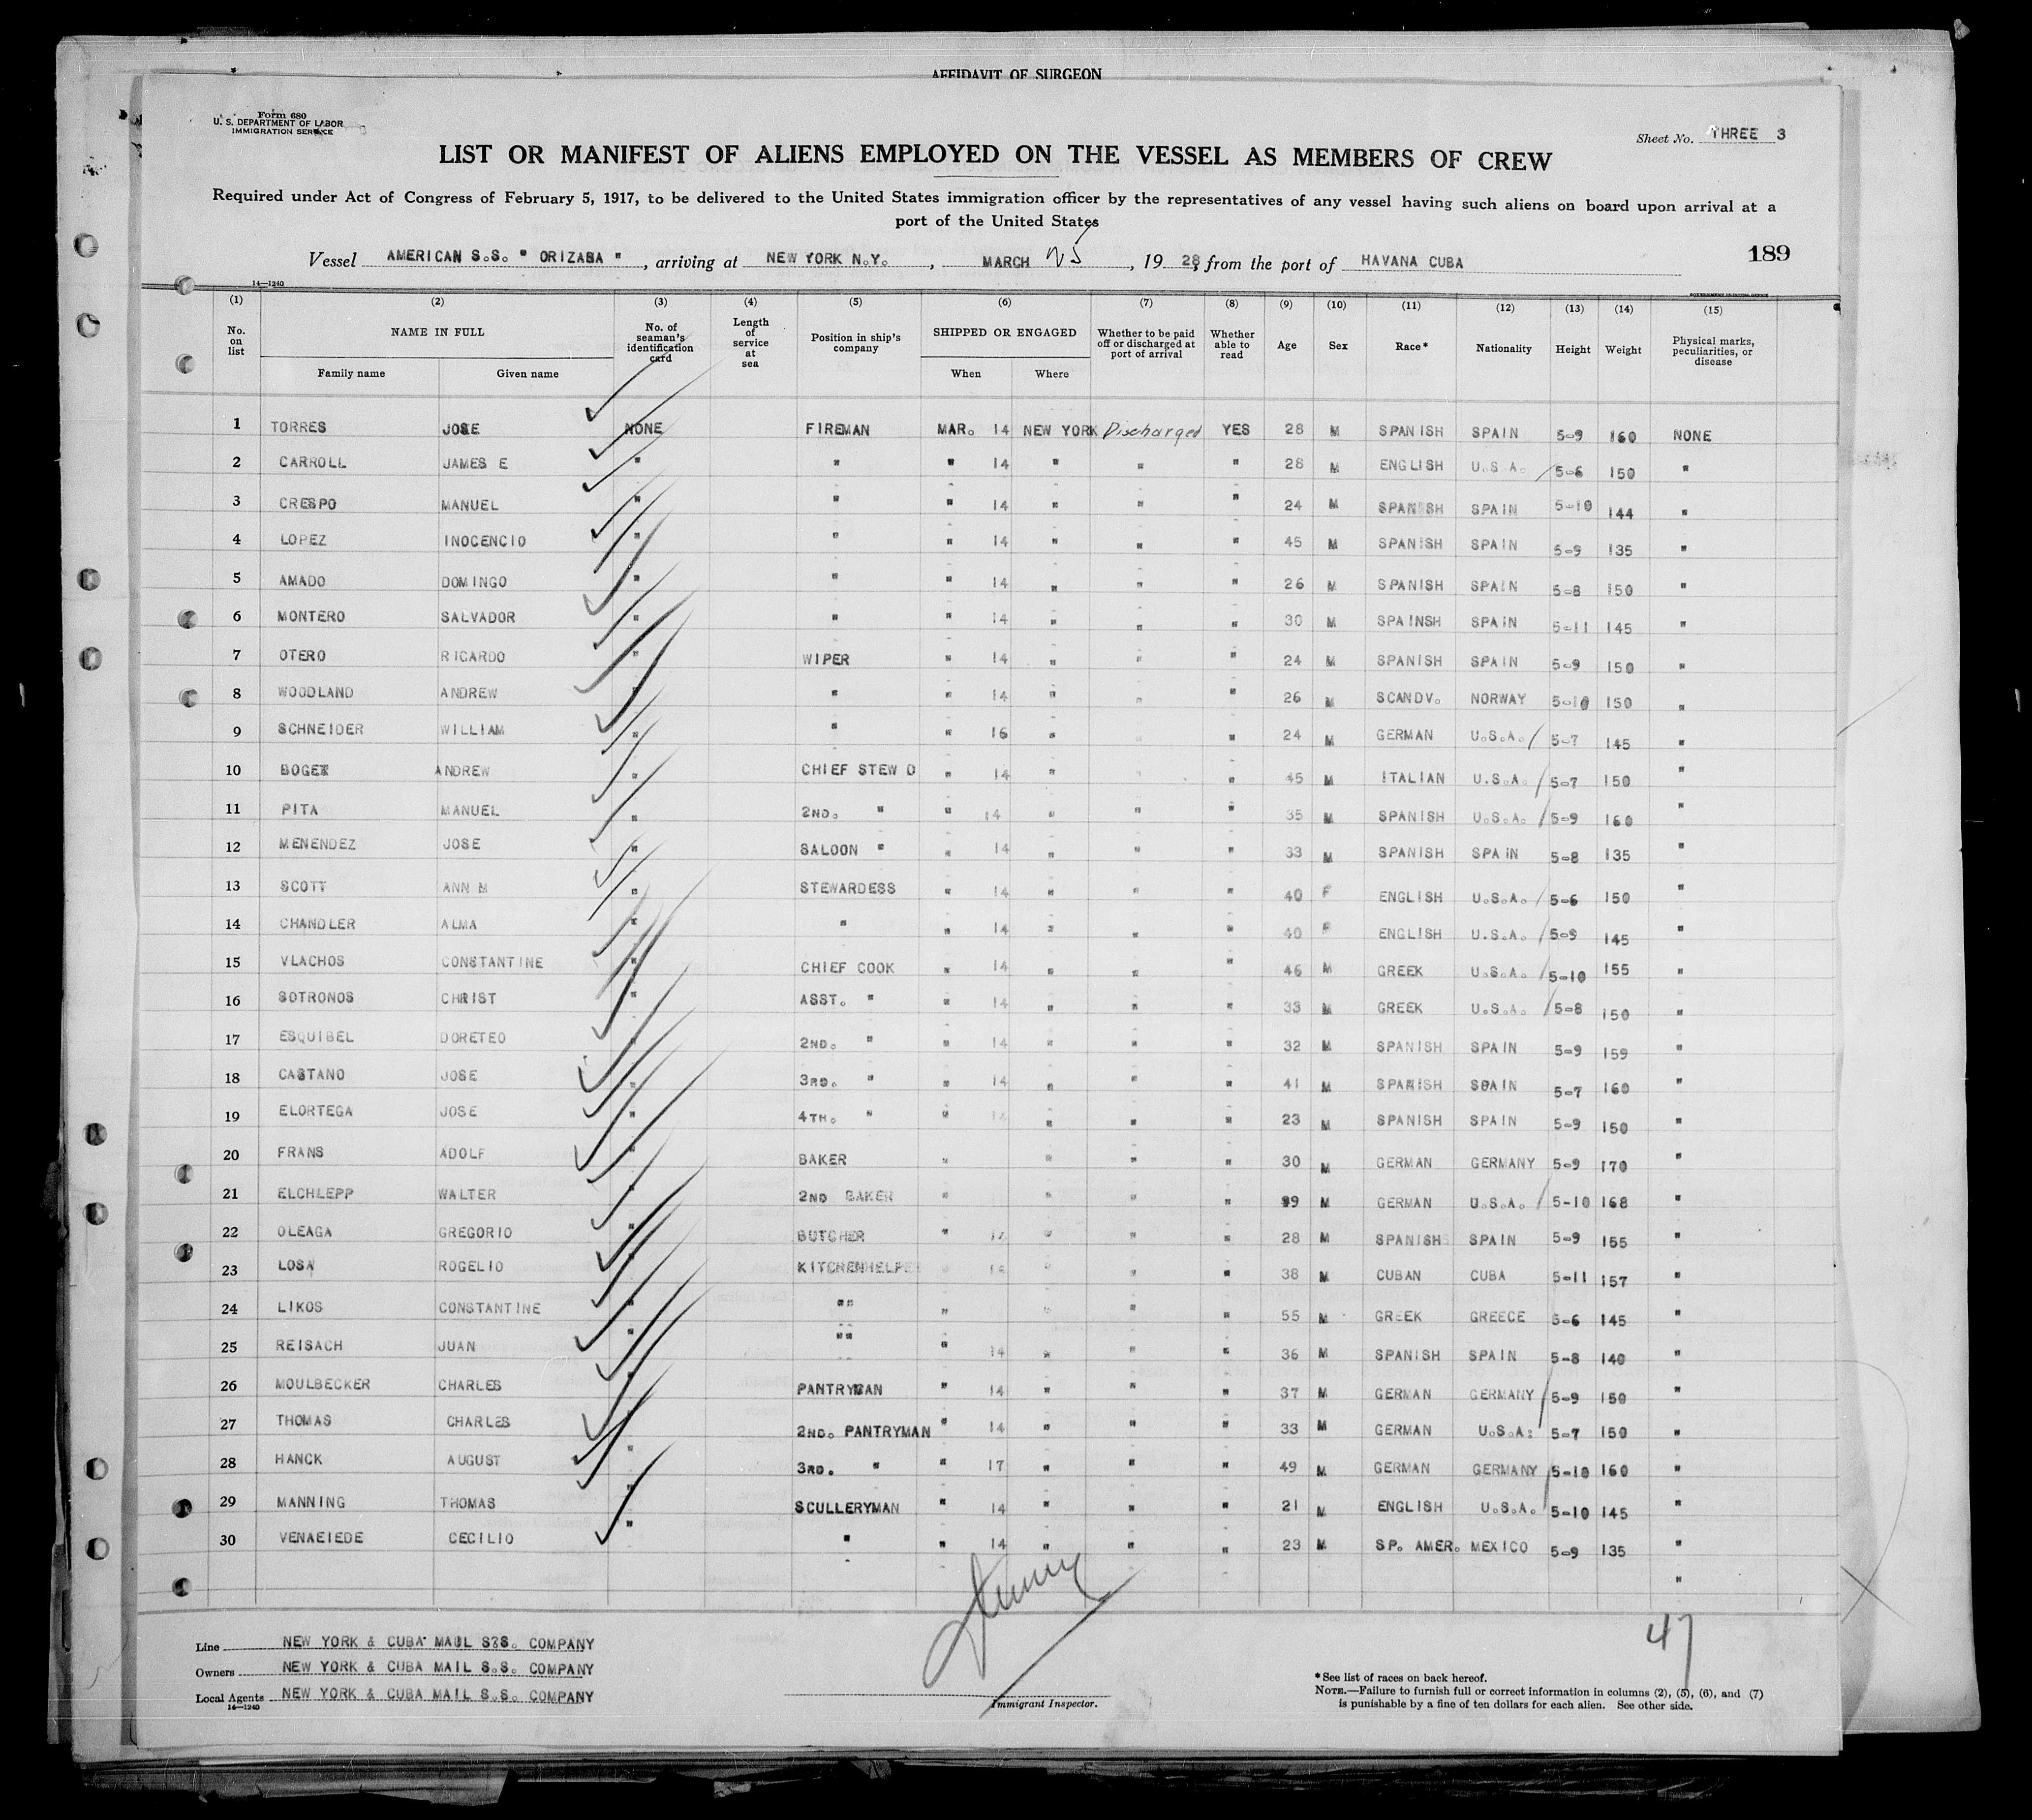 AFFIDAVIT OF SURGEON
Form 680
U. S. DEPARTMENT OF LABOR
IMMIGRATION SERVICE
Sheet No. THREE 3
LIST OR MANIFEST OF ALIENS EMPLOYED ON THE VESSEL AS MEMBERS OF CREW
Required under Act of Congress of February 5, 1917, to be delivered to the United States immigration officer by the representatives of any vessel having such aliens on board upon arrival at a
port of the United States
189
Vessel AMERICAN S.S. " ORIZABA ", arriving at NEW YORK N.Y., MARCH 25, 1928, from the port of HAVANA CUBA
14—1240
GOVERNMENT PRINTING OFFICE
(1) (2) (3) (4) (5) (6) (7) (8) (9) (10) (11) (12) (13) (14) (15)
No. on list NAME IN FULL No. of seaman's identification card Length of service at sea Position in ship's company SHIPPED OR ENGAGED Whether to be paid off or discharged at port of arrival Whether able to read Age Sex Race* Nationality Height Weight Physical marks, peculiarities, or disease
Family name Given name When Where
1 TORRES JOSE NONE FIREMAN MAR. 14 NEW YORK Discharged YES 28 M SPANISH SPAIN 5-9 160 NONE
2 CARROLL JAMES E " " " 14 " " " 28 M ENGLISH U.S.A. 5-6 150 "
3 CRESPO MANUEL " " " 14 " " " 24 M SPANISH SPAIN 5-10 144 "
4 LOPEZ INOCENCIO " " " 14 " " " 45 M SPANISH SPAIN 5-9 135 "
5 AMADO DOMINGO " " " 14 " " " 26 M SPANISH SPAIN 5-8 150 "
6 MONTERO SALVADOR " " " 14 " " " 30 M SPAINSH SPAIN 5-11 145 "
7 OTERO RICARDO " WIPER " 14 " " " 24 M SPANISH SPAIN 5-9 150 "
8 WOODLAND ANDREW " " " 14 " " " 26 M SCANDV. NORWAY 5-10 150 "
9 SCHNEIDER WILLIAM " " " 16 " " " 24 M GERMAN U.S.A. 5-7 145 "
10 ANDREW " CHIEF STEW D " 14 " " " 45 M ITALIAN U.S.A. 5-7 150 "
11 PITA MANUEL " 2ND. " " 14 " " " 35 M SPANISH U.S.A. 5-9 160 "
12 MENENDEZ JOSE " SALOON " " 14 " " " 33 M SPANISH SPAIN 5-8 135 "
13 SCOTT ANN M " STEWARDESS " 14 " " " 40 F ENGLISH U.S.A. 5-6 150 "
14 CHANDLER ALMA " " " 14 " " " 40 F ENGLISH U.S.A. 5-9 145 "
15 VLACHOS CONSTANTINE " CHIEF COOK " 14 " " " 46 M GREEK U.S.A. 5-10 155 "
16 SOTRONOS CHRIST " ASST. " " 14 " " " 33 M GREEK U.S.A. 5-8 150 "
17 ESQUIBEL DORETEO " 2ND. " " 14 " " " 32 M SPANISH SPAIN 5-9 159 "
18 CASTANO JOSE " 3RD. " " 14 " " " 41 M SPANISH SPAIN 5-7 160 "
19 ELORTEGA JOSE " 4TH. " " 14 " " " 23 M SPANISH SPAIN 5-9 150 "
20 FRANS ADOLF " BAKER " " " " 30 M GERMAN GERMANY 5-9 170 "
21 ELCHLEPP WALTER 2ND BAKER " " " " M GERMAN U.S.A. 5-10 168 "
22 OLEAGA GREGORIO " BUTCHER " " " " 28 M SPANISH SPAIN 5-9 155 "
23 LOSA ROGELIO " KITCHENHELPE " " " " 38 M CUBAN CUBA 5-11 157 "
24 LIKOS CONSTANTINE " "" " " " " 55 M GREEK GREECE 5-6 145 "
25 REISACH JUAN " "" " 14 " " " 36 M SPANISH SPAIN 5-8 140 "
26 MOULBECKER CHARLES " PANTRYMAN " 14 " " " 37 M GERMAN GERMANY 5-9 150 "
27 THOMAS CHARLES " 2ND. PANTRYMAN " 14 " " " 33 M GERMAN U.S.A: 5-7 150 "
28 HANCK AUGUST " 3RD. " " 17 " " " 49 M GERMAN GERMANY 5-10 160 "
29 MANNING THOMAS " SCULLERYMAN " 14 " " " 21 M ENGLISH U.S.A. 5-10 145 "
30 VENAEIEDE CECILIO " " " 14 " " " 23 M SP. AMER. MEXICO 5-9 135 "
"
47
Line NEW YORK & CUBA MAUL S?S. COMPANY
Owners NEW YORK & CUBA MAIL S.S. COMPANY
Local Agents NEW YORK & CUBA MAIL S.S. COMPANY
14—1240
Immigrant Inspector.
*See list of races on back hereof.
NOTE.—Failure to furnish full or correct information in columns (2), (5), (6), and (7)
is punishable by a fine of ten dollars for each alien. See other side.